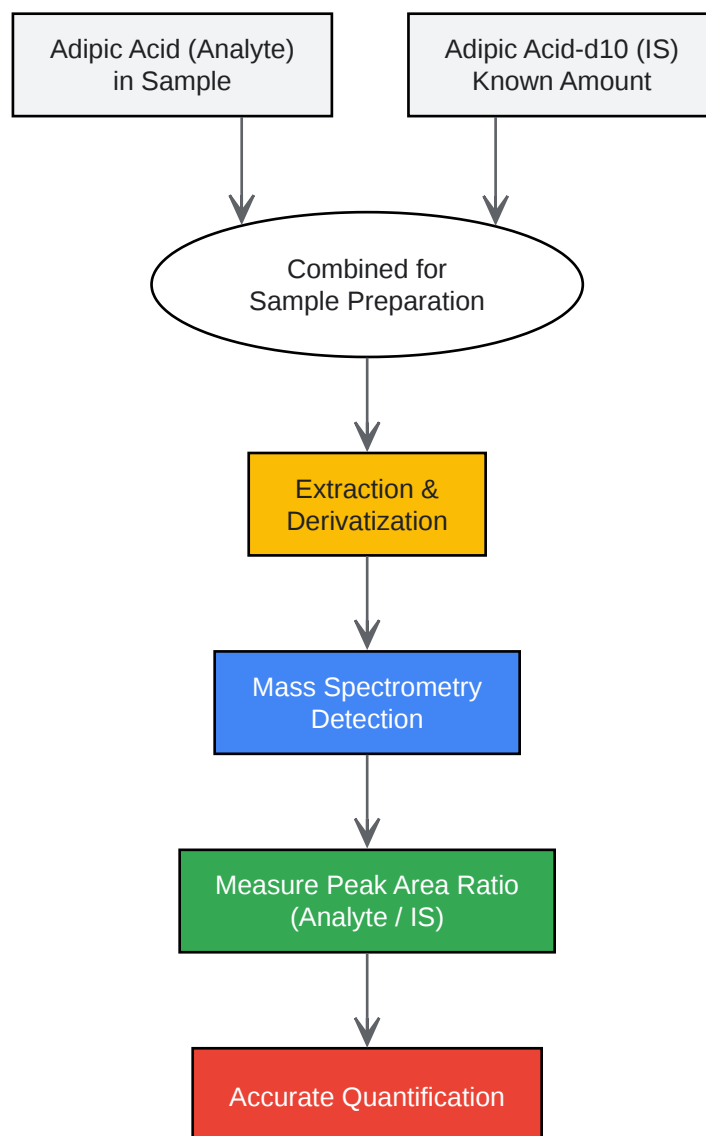 Adipic Acid (Analyte)
in Sample
Adipic Acid-d10 (IS)
Known Amount
Combined for
Sample Preparation
Extraction &
Derivatization
Mass Spectrometry
Detection
Measure Peak Area Ratio
(Analyte / IS)
Accurate Quantification